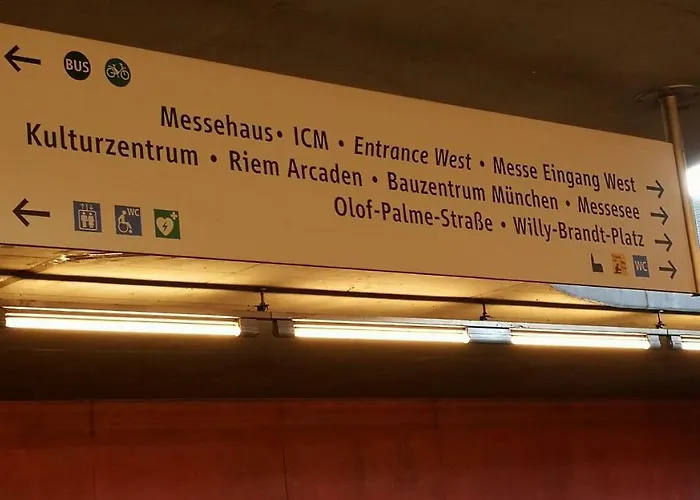 BUS
Messehaus • ICM • Entrance West • Messe Eingang West
Kulturzentrum • Riem Arcaden • Bauzentrum München • Messesee
Olof-Palme-Straße • Willy-Brandt-Platz
WC
WC